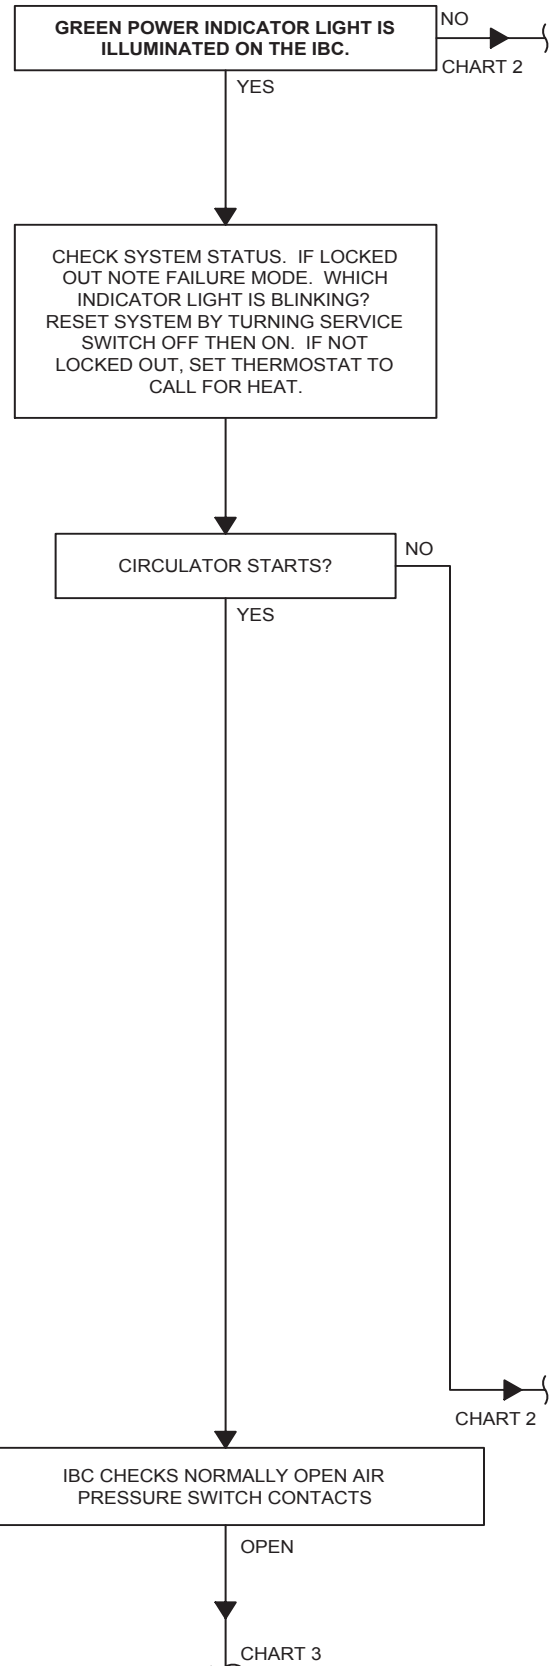 GREEN POWER INDICATOR LIGHT IS
ILLUMINATED ON THE IBC.
NO
CHART 2
YES
CHECK SYSTEM STATUS. IF LOCKED
OUT NOTE FAILURE MODE. WHICH
INDICATOR LIGHT IS BLINKING?
RESET SYSTEM BY TURNING SERVICE
SWITCH OFF THEN ON. IF NOT
LOCKED OUT, SET THERMOSTAT TO
CALL FOR HEAT.
CIRCULATOR STARTS?
NO
YES
CHART 2
IBC CHECKS NORMALLY OPEN AIR
PRESSURE SWITCH CONTACTS
OPEN
CHART 3